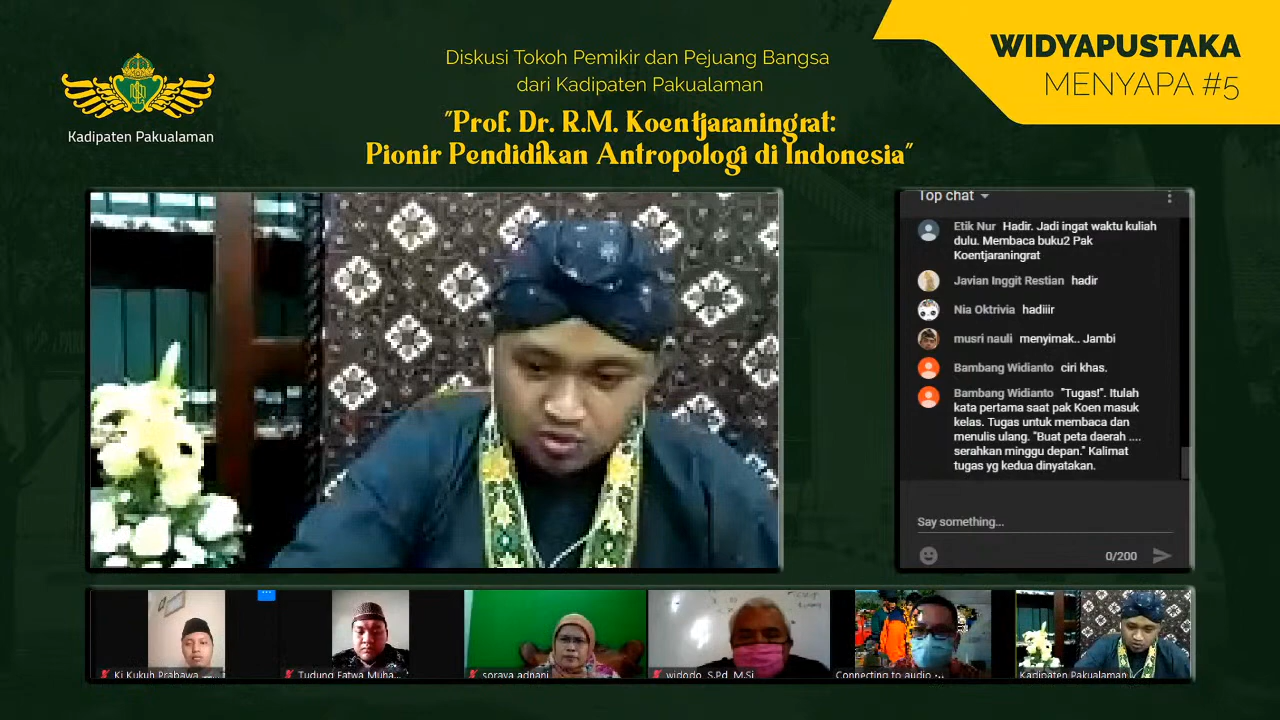 WIDYAPUSTAKA
MENYAPA #5
Diskusi Tokoh Pemikir dan Pejuang Bangsa
dari Kadipaten Pakualaman
"Prof. Dr. R.M. Koentjaraningrat:
Pionir Pendidikan Antropologi di Indonesia"
Kadipaten Pakualaman
Top chat
Etik Nur Hadir. Jadi ingat waktu kuliah
dulu. Membaca buku2 Pak
Koentjaraningrat
Javian Inggit Restian hadir
Nia Oktrivia hadiiir
musri nauli menyimak.. Jambi
Bambang Widianto ciri khas.
Bambang Widianto "Tugas!". Itulah
kata pertama saat pak Koen masuk
kelas. Tugas untuk membaca dan
menulis ulang. "Buat peta daerah ....
serahkan minggu depan." Kalimat
tugas yg kedua dinyatakan.
Say something...
0/200
Ki Kukuh Prabawa
Tudung Fatwa Muha...
soraya adnani
widodo, S.Pd. M.Si
Connecting to audio ...
Kadipaten Pakualaman